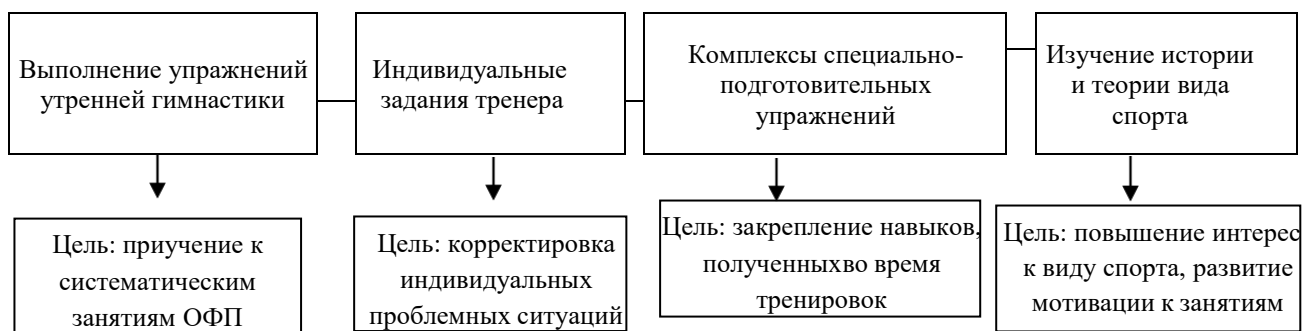 Выполнение упражнений
утренней гимнастики
Индивидуальные
задания тренера
Комплексы специально-
подготовительных
упражнений
Изучение истории
и теории вида
спорта
Цель: приучение к
систематическим
занятиям ОФП
Цель: корректировка
индивидуальных
проблемных ситуаций
Цель: закрепление навыков,
полученныхво время
тренировок
Цель: повышение интерес
к виду спорта, развитие
мотивации к занятиям